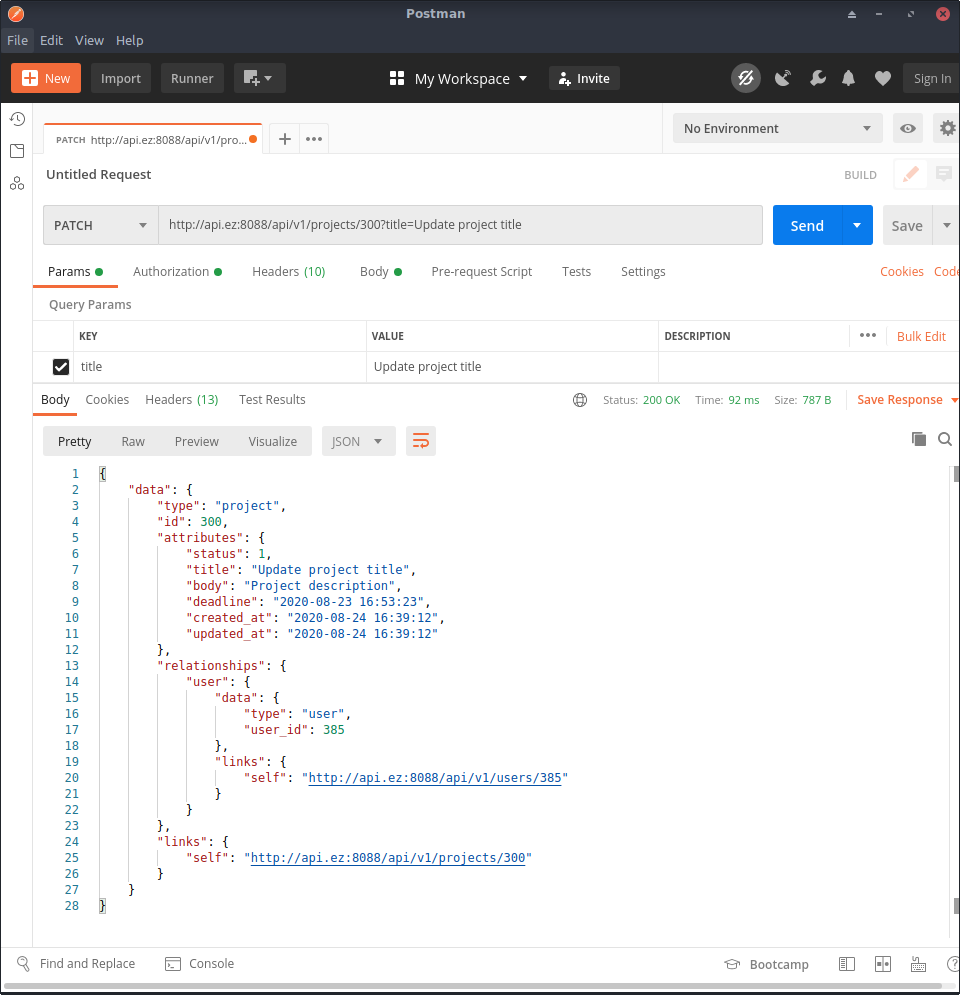 Postman
File Edit View Help
New Import Runner My Workspace Invite Sign In
PATCH http://api.ez:8088/api/v1/pro... + ••• No Environment
Untitled Request BUILD
PATCH http://api.ez:8088/api/v1/projects/300?title=Update project title Send Save
Params Authorization Headers (10) Body Pre-request Script Tests Settings Cookies Code
Query Params
KEY VALUE DESCRIPTION ••• Bulk Edit
title Update project title
Body Cookies Headers (13) Test Results Status: 200 OK Time: 92 ms Size: 787 B Save Response
Pretty Raw Preview Visualize JSON
1 {
2 "data": {
3 "type": "project",
4 "id": 300,
5 "attributes": {
6 "status": 1,
7 "title": "Update project title",
8 "body": "Project description",
9 "deadline": "2020-08-23 16:53:23",
10 "created_at": "2020-08-24 16:39:12",
11 "updated_at": "2020-08-24 16:39:12"
12 },
13 "relationships": {
14 "user": {
15 "data": {
16 "type": "user",
17 "user_id": 385
18 },
19 "links": {
20 "self": "http://api.ez:8088/api/v1/users/385"
21 }
22 }
23 },
24 "links": {
25 "self": "http://api.ez:8088/api/v1/projects/300"
26 }
27 }
28 }
Find and Replace Console Bootcamp